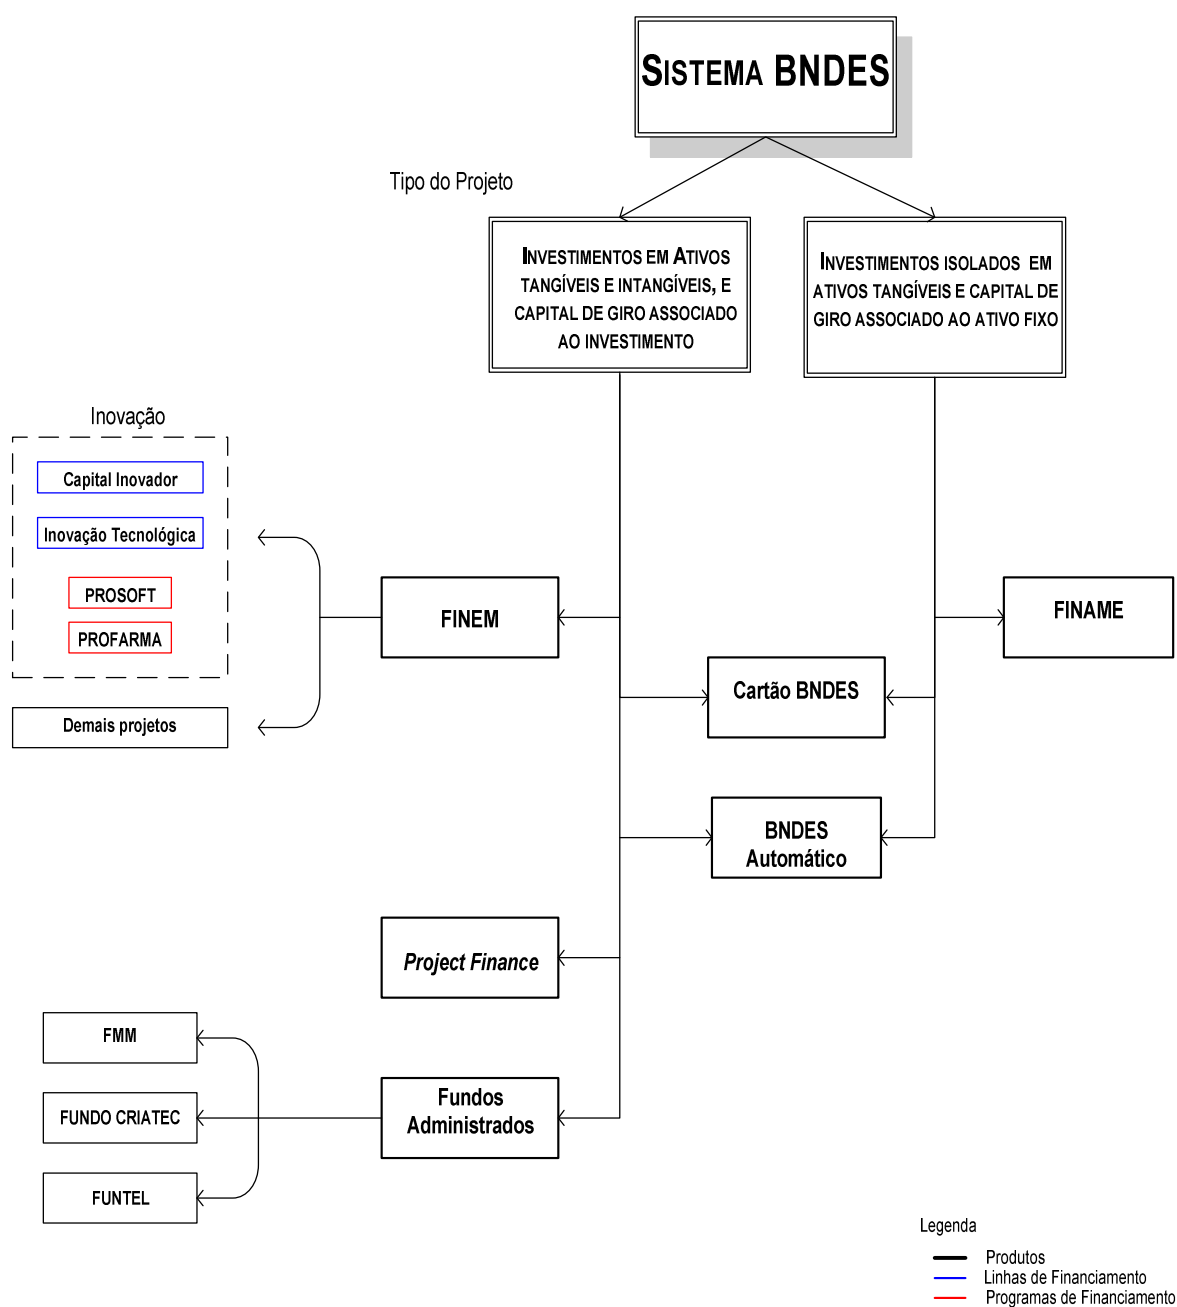 SISTEMA BNDES
Tipo do Projeto
INVESTIMENTOS EM ATIVOS
TANGÍVEIS E INTANGÍVEIS, E
CAPITAL DE GIRO ASSOCIADO
AO INVESTIMENTO
INVESTIMENTOS ISOLADOS EM
ATIVOS TANGÍVEIS E CAPITAL DE
GIRO ASSOCIADO AO ATIVO FIXO
Inovação
Capital Inovador
Inovação Tecnológica
PROSOFT
PROFARMA
Demais projetos
FINEM
FINAME
Cartão BNDES
BNDES
Automático
Project Finance
Fundos
Administrados
FMM
FUNDO CRIATEC
FUNTEL
Legenda
Produtos
Linhas de Financiamento
Programas de Financiamento